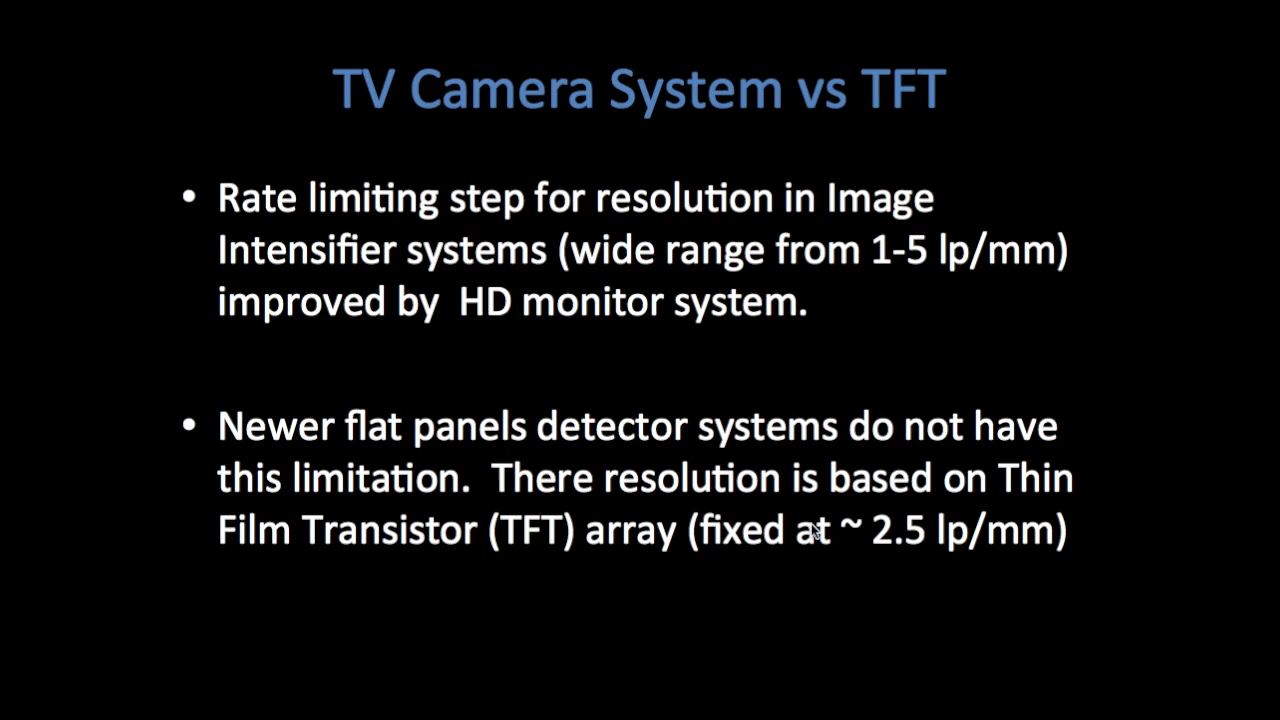 TV Camera System vs TFT
• Rate limiting step for resolution in Image
Intensifier systems (wide range from 1-5 lp/mm)
improved by  HD monitor system.
• Newer flat panels detector systems do not have
this limitation.  There resolution is based on Thin
Film Transistor (TFT) array (fixed at ~ 2.5 lp/mm)